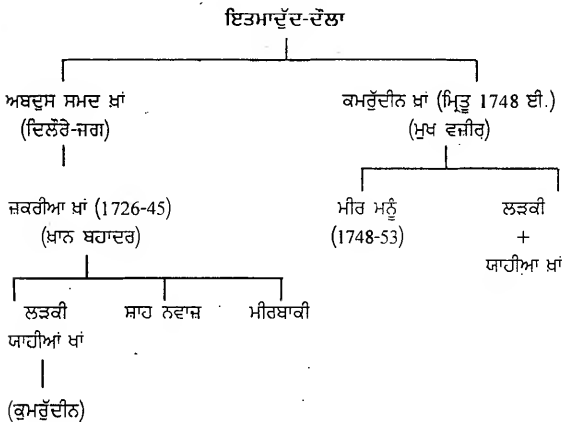 ਇਤਮਾਦੁੱਦ-ਦੌਲਾ
ਅਬਦੁਸ ਸਮਦ ਖ਼ਾਂ
(ਦਿਲੌਰੇ-ਜਗ)
ਕਮਰੁੱਦੀਨ ਖ਼ਾਂ (ਮ੍ਰਿਤੂ 1748 ਈ.)
(ਮੁਖ ਵਜ਼ੀਰ)
ਜ਼ਕਰੀਆ ਖ਼ਾਂ (1726-45)
(ਖ਼ਾਨ ਬਹਾਦਰ)
ਮੀਰ ਮਨੂੰ
(1748-53)
ਲੜਕੀ
+
ਯਾਹੀਆ ਖ਼ਾਂ
ਲੜਕੀ
ਯਾਹੀਆਂ ਖਾਂ
ਸ਼ਾਹ ਨਵਾਜ਼
ਮੀਰਬਾਕੀ
(ਕੁਮਰੁੱਦੀਨ)